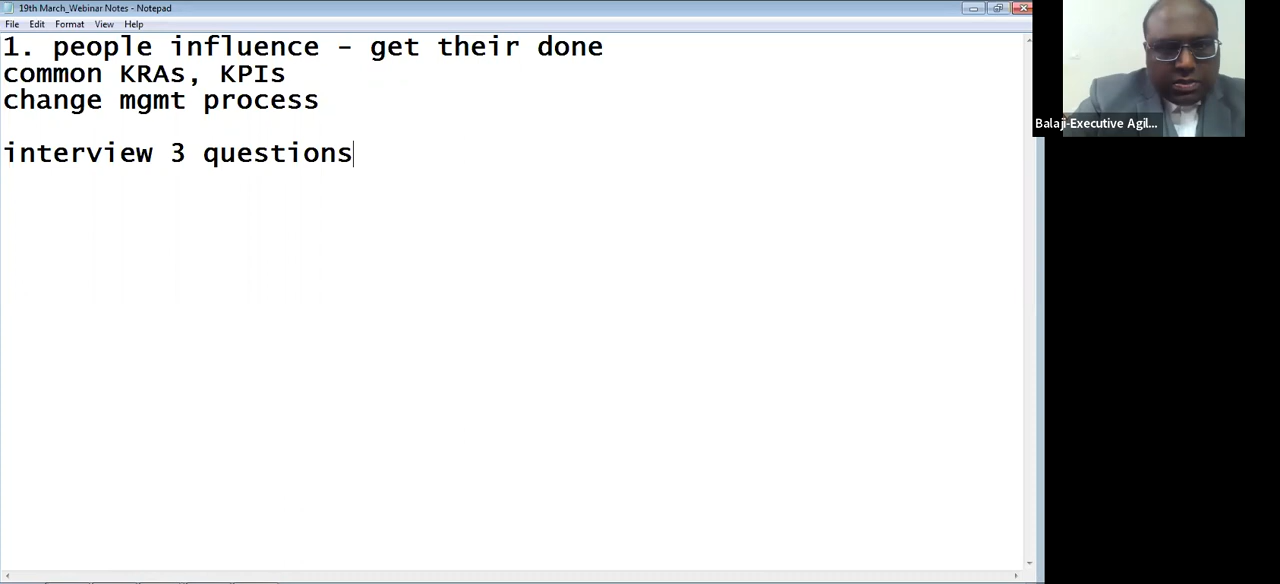 19th March_Webinar Notes - Notepad
File Edit Format View Help
1. people influence - get their done
common KRAs, KPIs
change mgmt process
interview 3 questions
Balaji-Executive Agil...